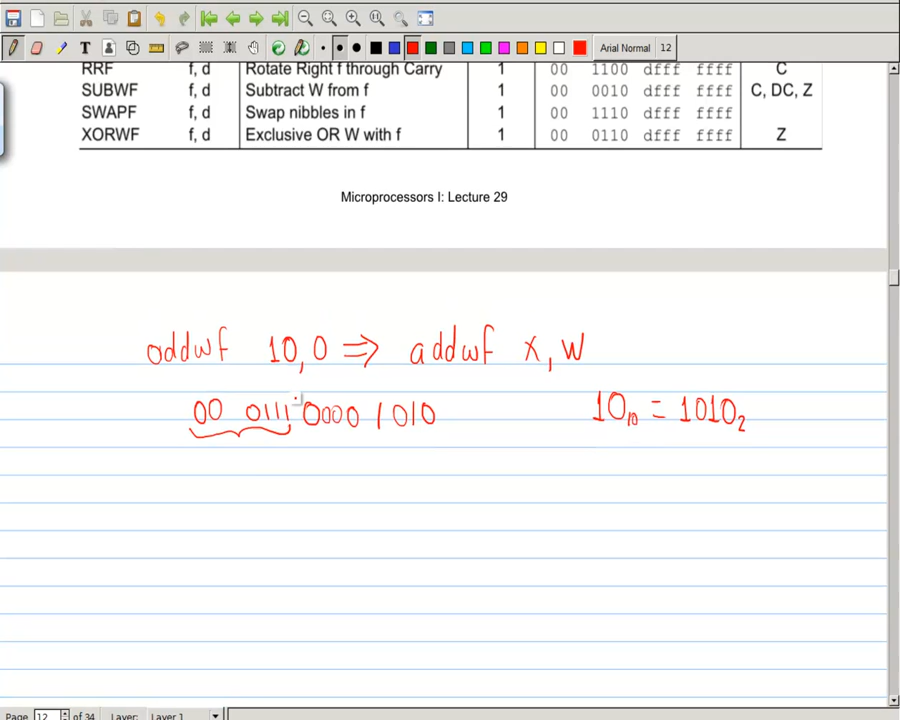 T Arial Normal 12
RRF f, d Rotate Right f through Carry 1 00 1100 dfff ffff C
SUBWF f, d Subtract W from f 1 00 0010 dfff ffff C, DC, Z
SWAPF f, d Swap nibbles in f 1 00 1110 dfff ffff
XORWF f, d Exclusive OR W with f 1 00 0110 dfff ffff Z
Microprocessors I: Lecture 29
addwf 10,0 ⇒ addwf x, W
00 0111 0000 1010 10₁₀ = 1010₂
Page 12 of 34 Layer: Layer 1